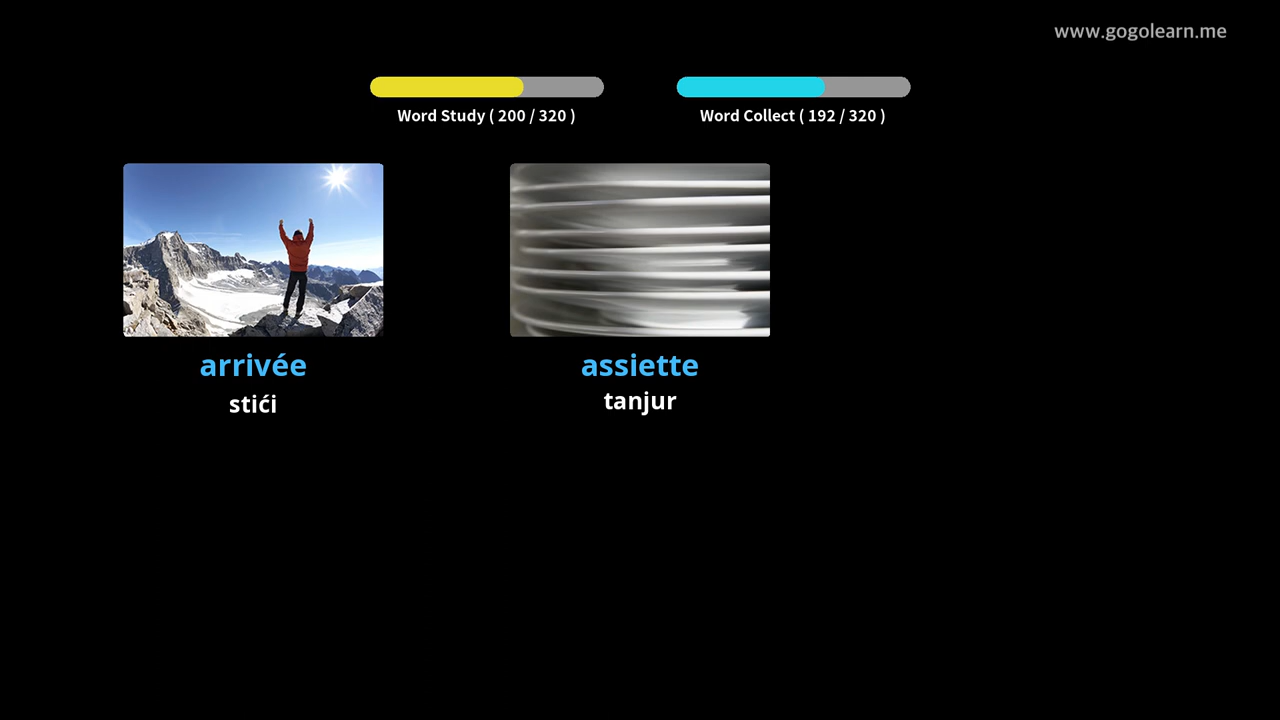 www.gogolearn.me
Word Study ( 200 / 320 )
Word Collect ( 192 / 320 )
arrivée
stići
assiette
tanjur